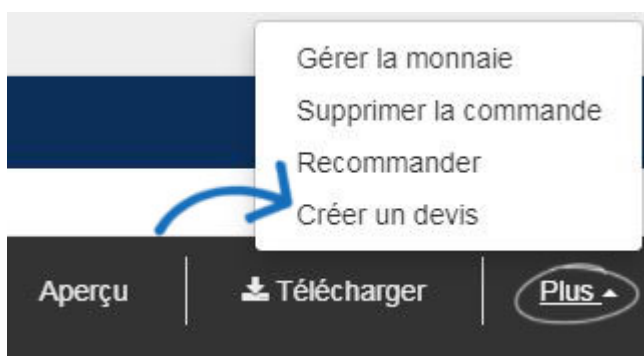 Gérer la monnaie
Supprimer la commande
Recommander
Créer un devis
Aperçu
Télécharger
Plus